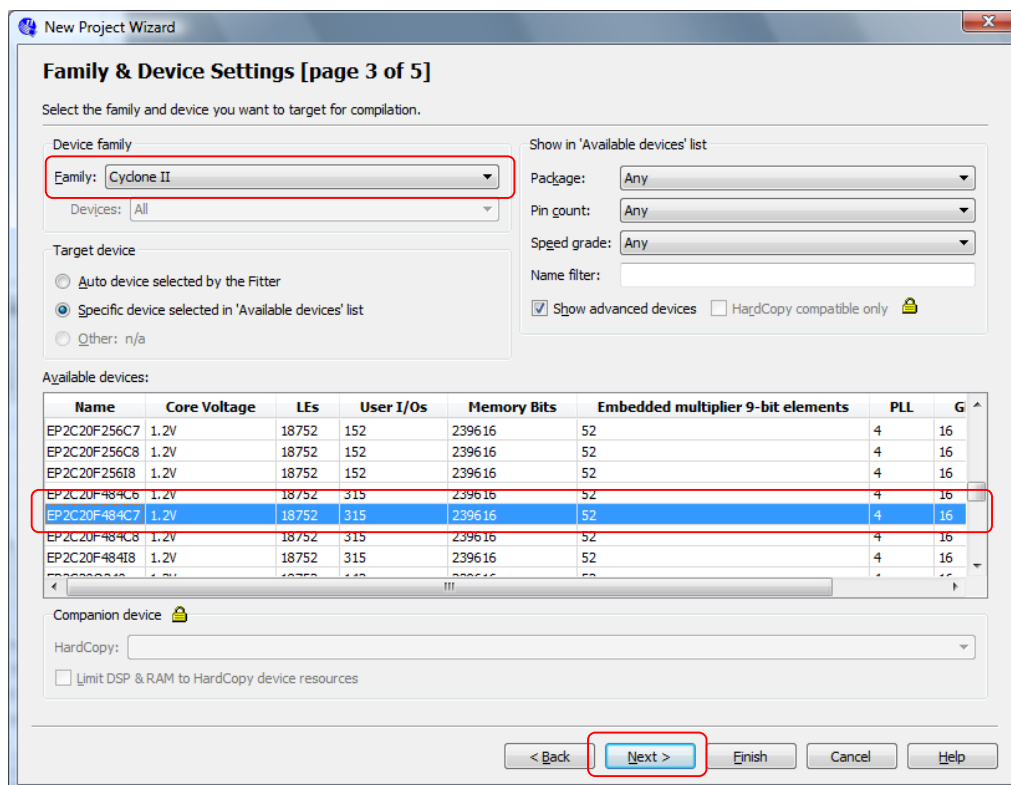 New Project Wizard
Family & Device Settings [page 3 of 5]
Select the family and device you want to target for compilation.
Device family
Family: Cyclone II
Devices: All
Show in 'Available devices' list
Package: Any
Pin count: Any
Speed grade: Any
Name filter:
Show advanced devices HardCopy compatible only
Target device
Auto device selected by the Fitter
Specific device selected in 'Available devices' list
Other: n/a
Available devices:
Name Core Voltage LEs User I/Os Memory Bits Embedded multiplier 9-bit elements PLL
EP2C20F256C7 1.2V 18752 152 239616 52 4 16
EP2C20F256C8 1.2V 18752 152 239616 52 4 16
EP2C20F256I8 1.2V 18752 152 239616 52 4 16
EP2C20F484C6 1.2V 18752 315 239616 52 4 16
EP2C20F484C7 1.2V 18752 315 239616 52 4 16
EP2C20F484C8 1.2V 18752 315 239616 52 4 16
EP2C20F484I8 1.2V 18752 315 239616 52 4 16
Companion device
HardCopy:
Limit DSP & RAM to HardCopy device resources
< Back Next > Finish Cancel Help